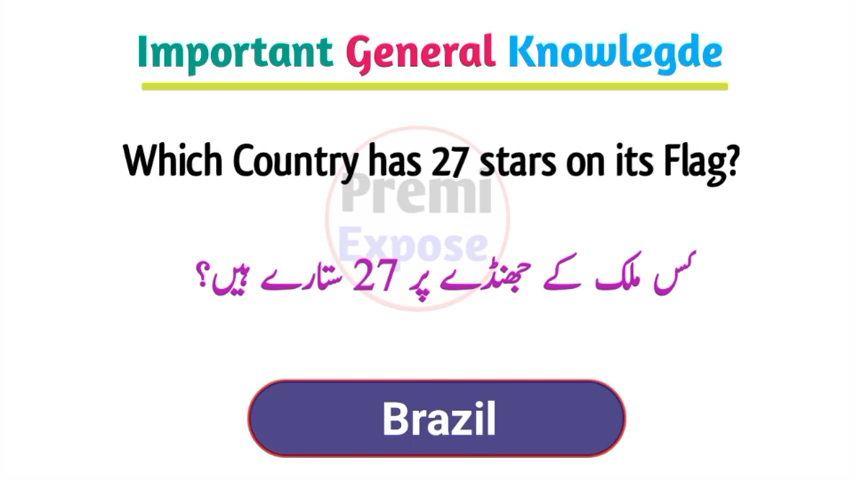 Important General Knowlegde
Which Country has 27 stars on its Flag?
Premi
Expose
کس ملک کے جھنڈے پر 27 ستارے ہیں؟
Brazil